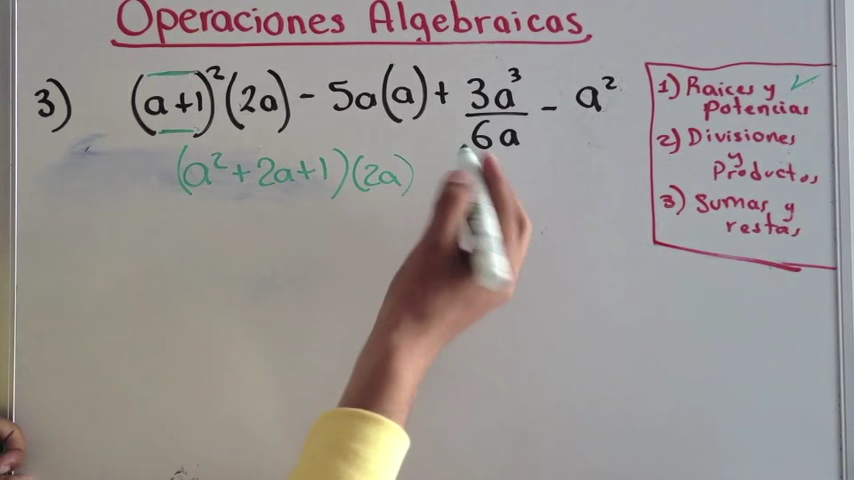 Operaciones Algebraicas
3) (a+1)²(2a) - 5a(a) + 3a³/6a - a²
(a²+2a+1)(2a)
1) Raices y ✓
Potencias
2) Divisiones
y
Productos
3) Sumas y
restas